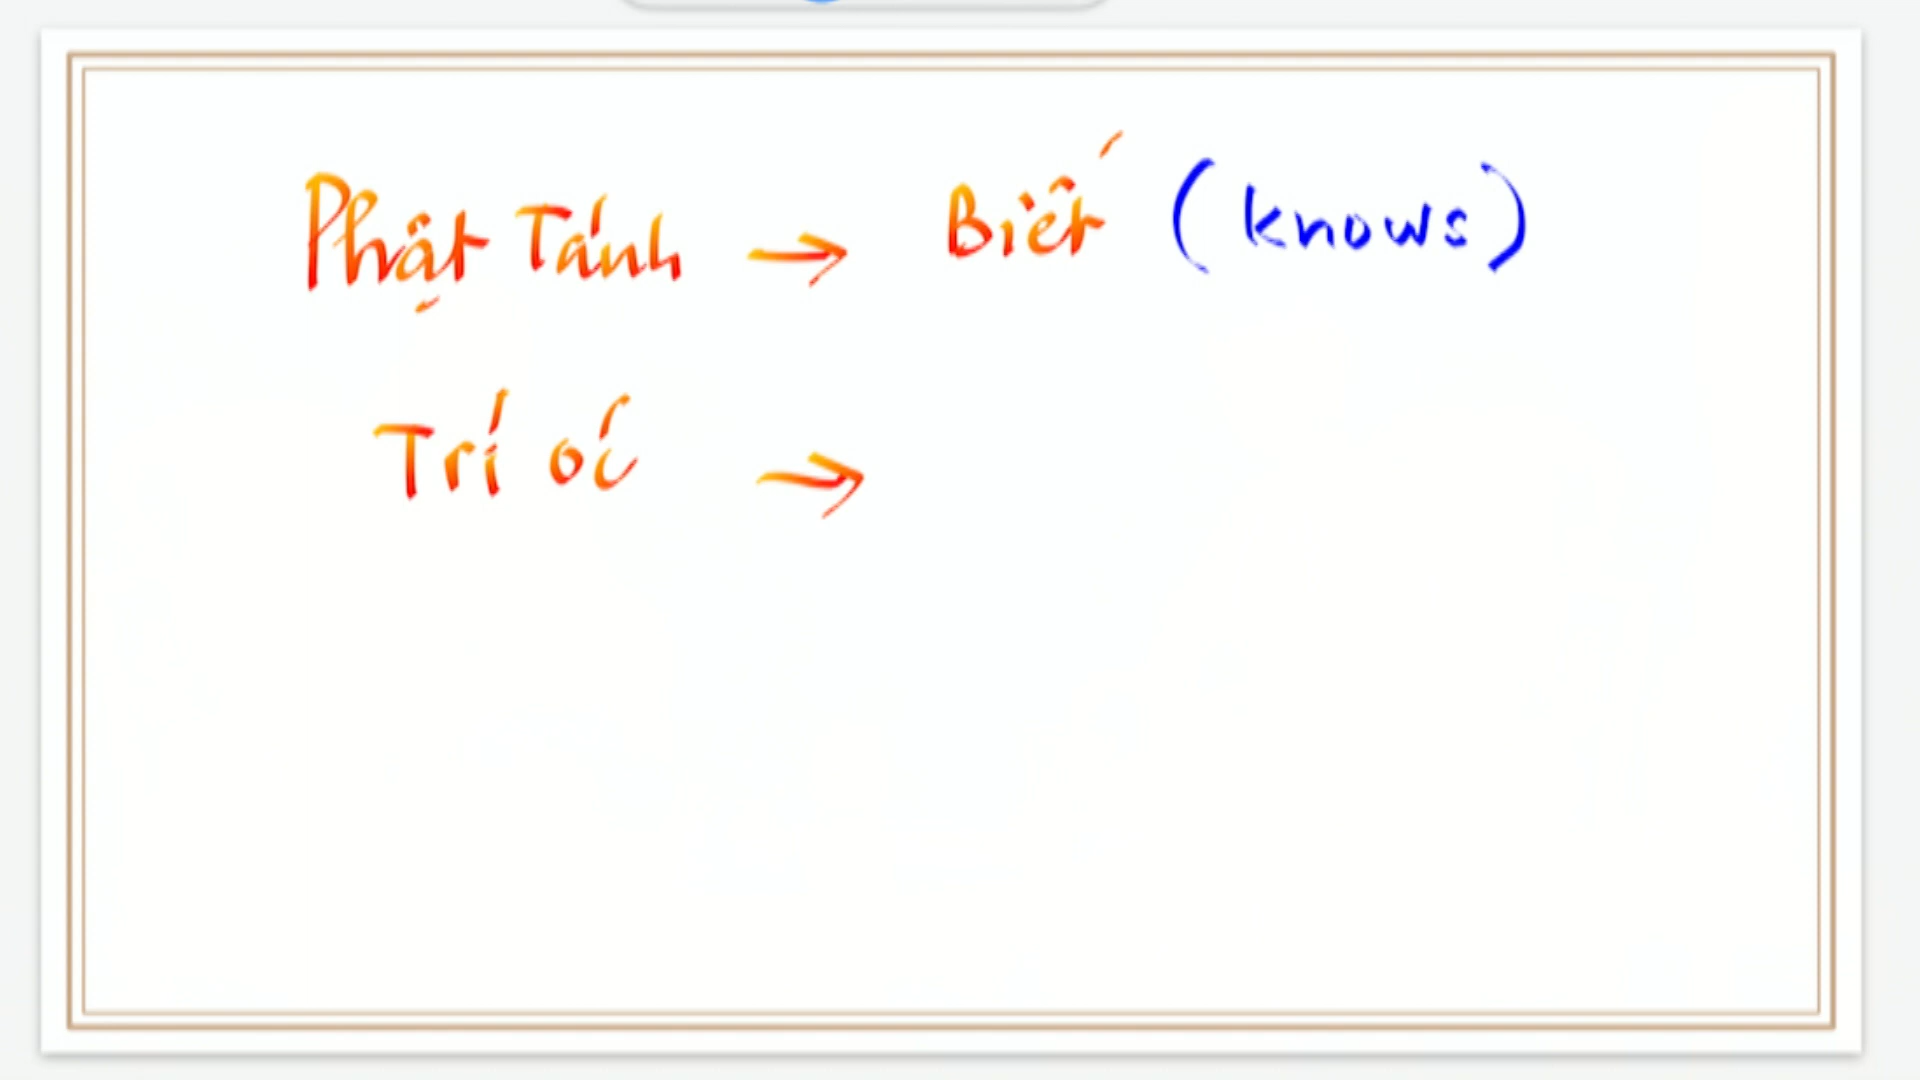 Phật Tánh → Biết (knows)
Trí óc →